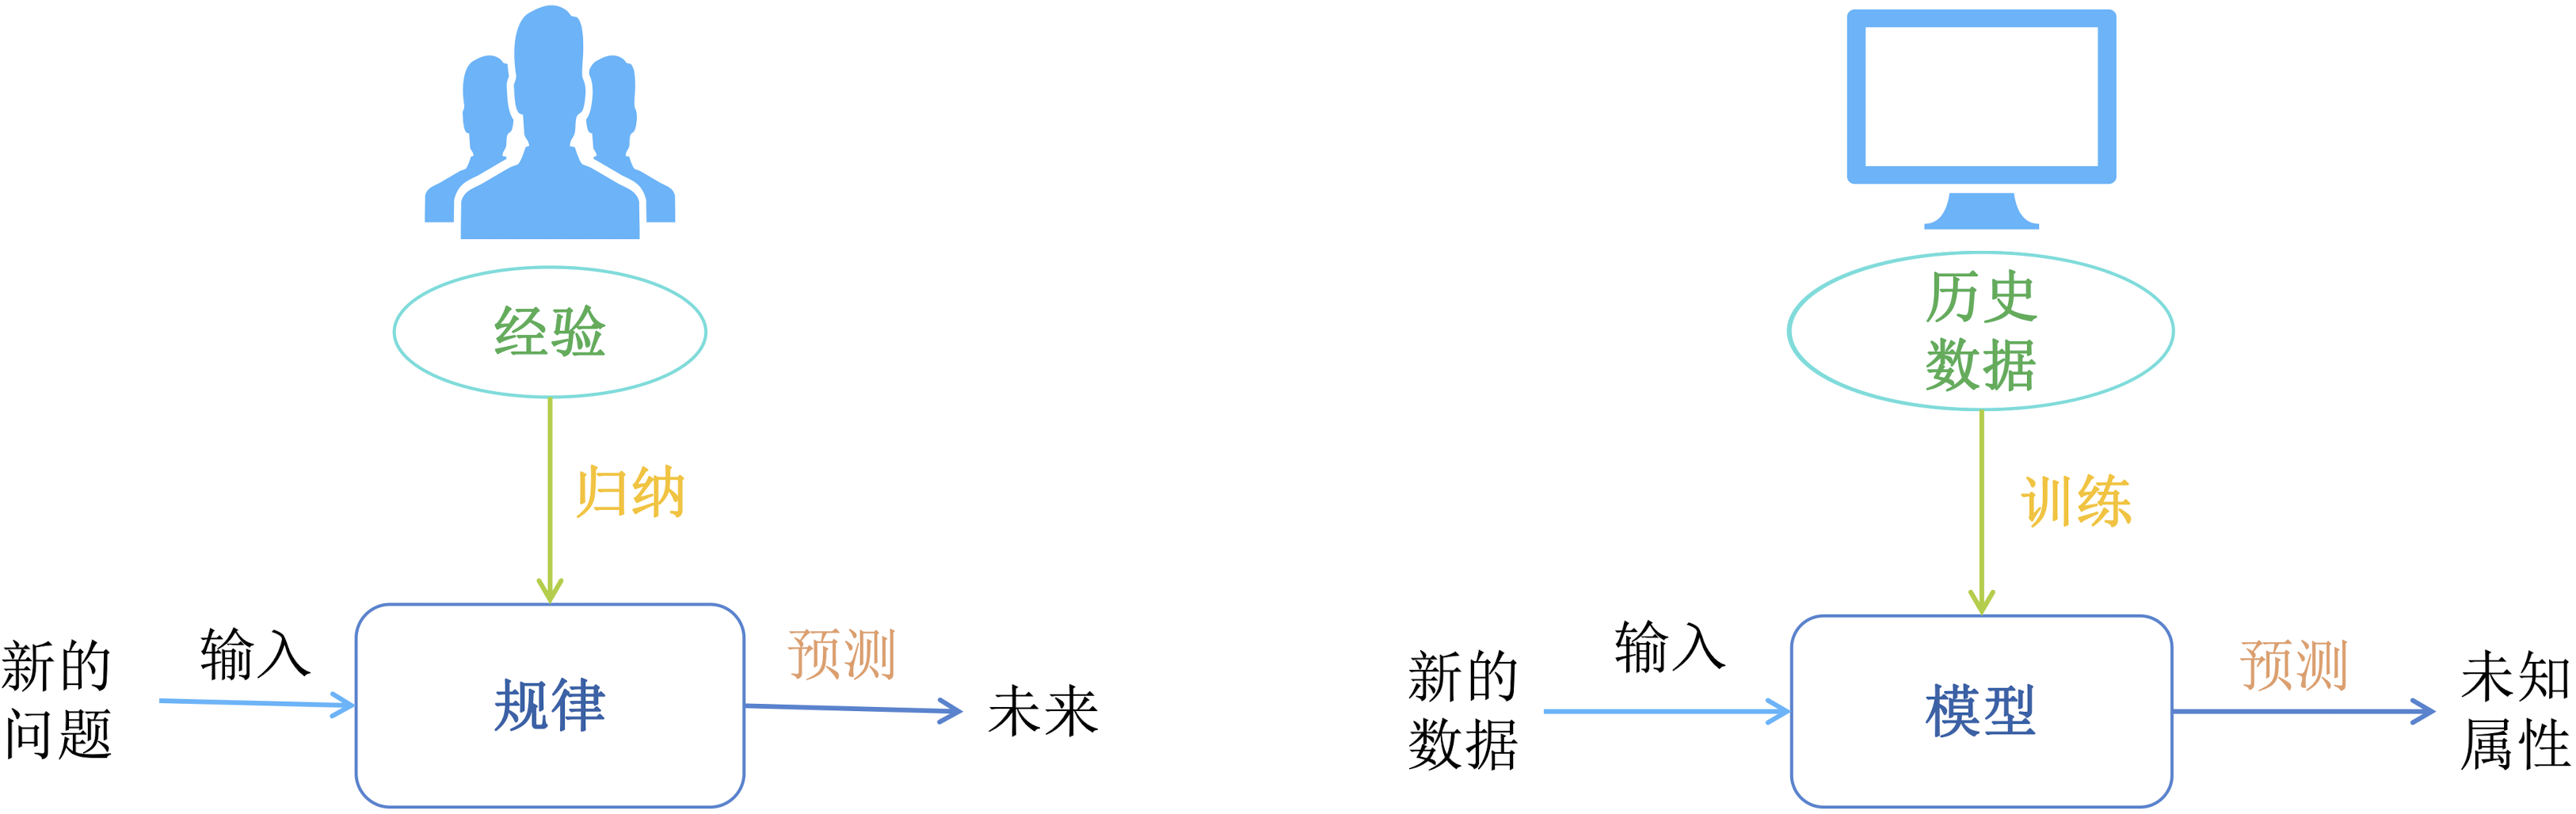 经验
归纳
新的
问题
输入
规律
预测
未来
历史
数据
训练
新的
数据
输入
模型
预测
未知
属性